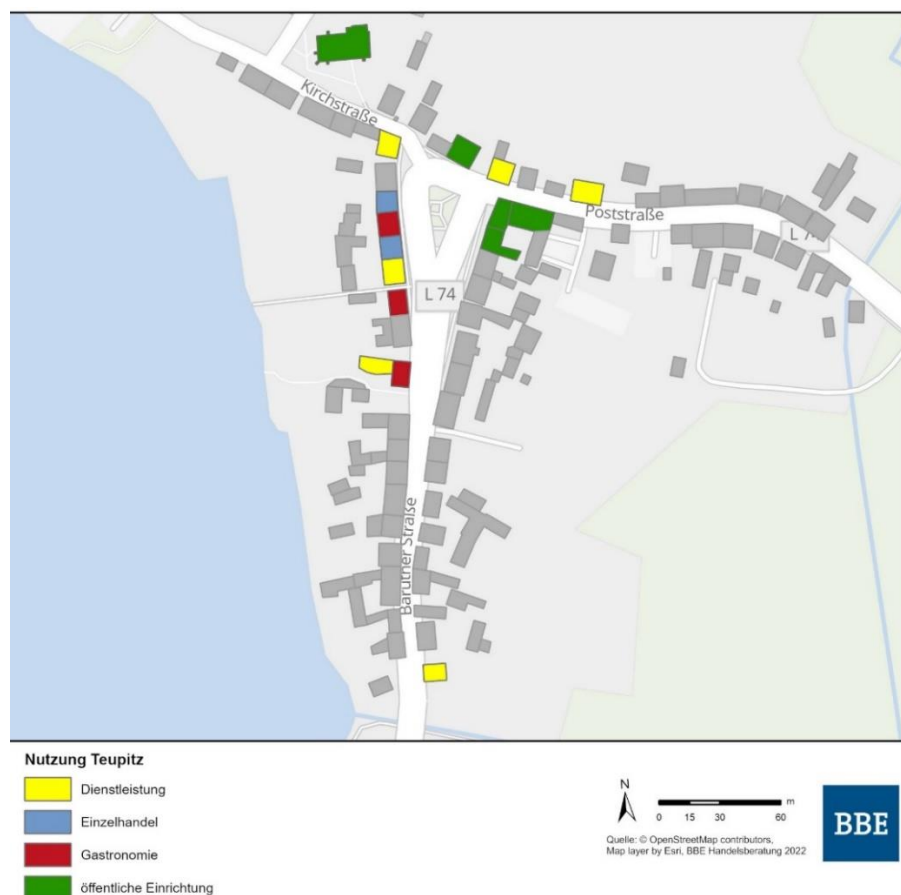 Kirchstraße
Poststraße
L 74
L 74
Baruther Straße
Nutzung Teupitz
Dienstleistung
Einzelhandel
Gastronomie
öffentliche Einrichtung
N
m
0 15 30 60
Quelle: © OpenStreetMap contributors,
Map layer by Esri, BBE Handelsberatung 2022
BBE